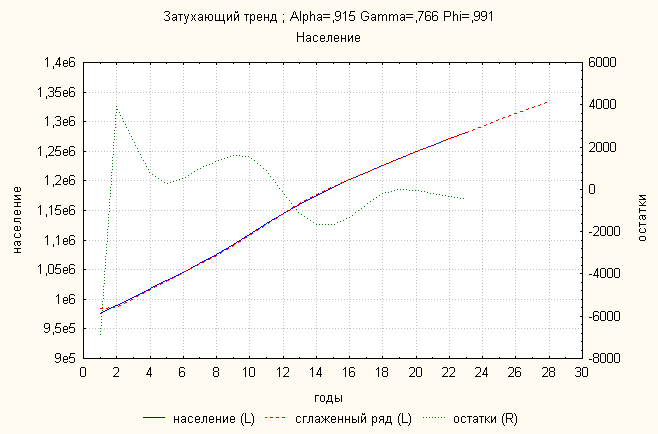 Затухающий тренд ; Alpha=,915 Gamma=,766 Phi=,991
Население
1,4e6
1,35e6
1,3e6
1,25e6
1,2e6
1,15e6
1,1e6
1,05e6
1e6
9,5e5
9e5
население
6000
4000
2000
0
-2000
-4000
-6000
-8000
остатки
0 2 4 6 8 10 12 14 16 18 20 22 24 26 28 30
годы
население (L) сглаженный ряд (L) остатки (R)